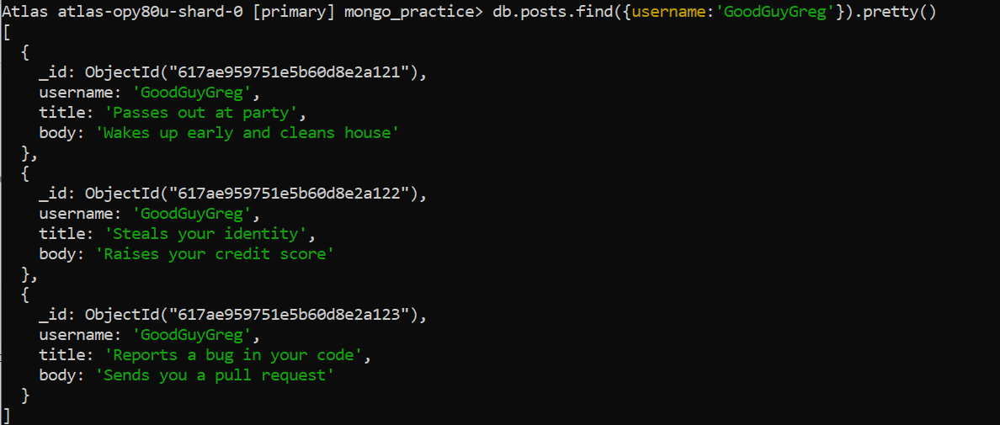 Atlas atlas-opy80u-shard-0 [primary] mongo_practice> db.posts.find({username:'GoodGuyGreg'}).pretty()
[
  {
    _id: ObjectId("617ae959751e5b60d8e2a121"),
    username: 'GoodGuyGreg',
    title: 'Passes out at party',
    body: 'Wakes up early and cleans house'
  },
  {
    _id: ObjectId("617ae959751e5b60d8e2a122"),
    username: 'GoodGuyGreg',
    title: 'Steals your identity',
    body: 'Raises your credit score'
  },
  {
    _id: ObjectId("617ae959751e5b60d8e2a123"),
    username: 'GoodGuyGreg',
    title: 'Reports a bug in your code',
    body: 'Sends you a pull request'
  }
]